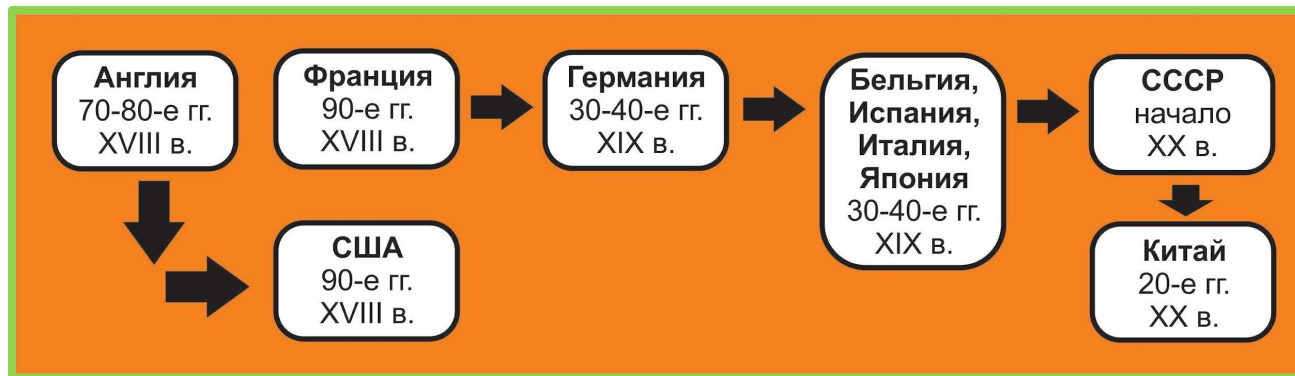 Англия
70-80-е гг.
XVIII в.
Франция
90-е гг.
XVIII в.
Германия
30-40-е гг.
XIX в.
Бельгия,
Испания,
Италия,
Япония
30-40-е гг.
XIX в.
СССР
начало
XX в.
США
90-е гг.
XVIII в.
Китай
20-е гг.
XX в.